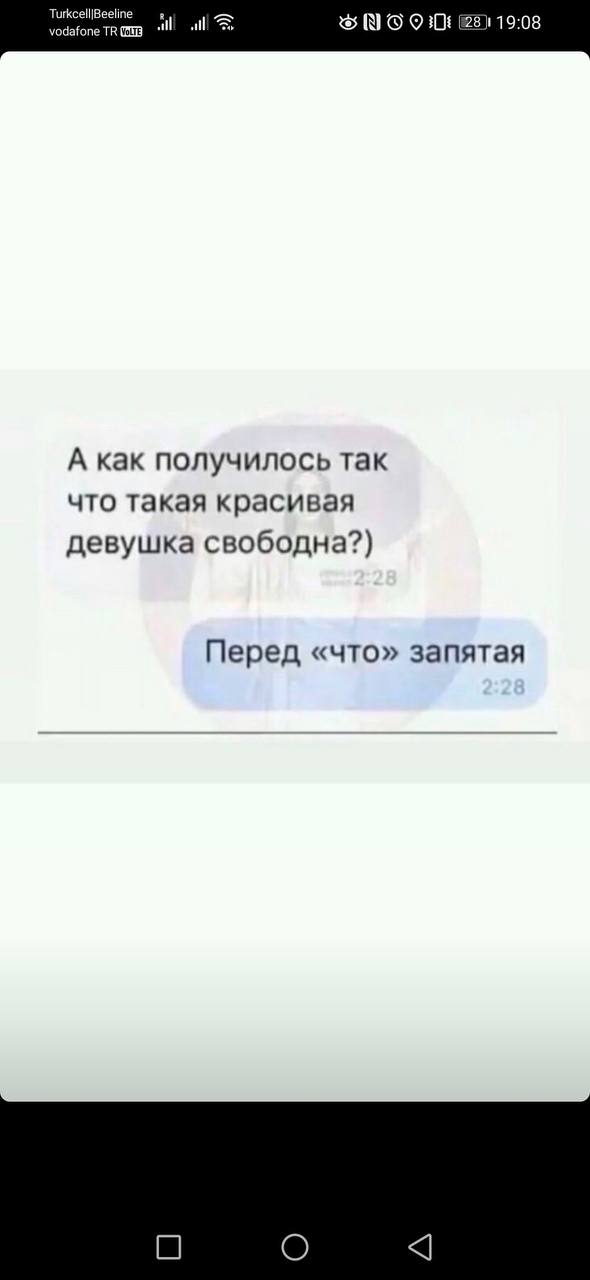 Turkcell|Beeline
vodafone TR VoLTE
R
28
19:08
А как получилось так
что такая красивая
девушка свободна?)
2:28
Перед «что» запятая
2:28